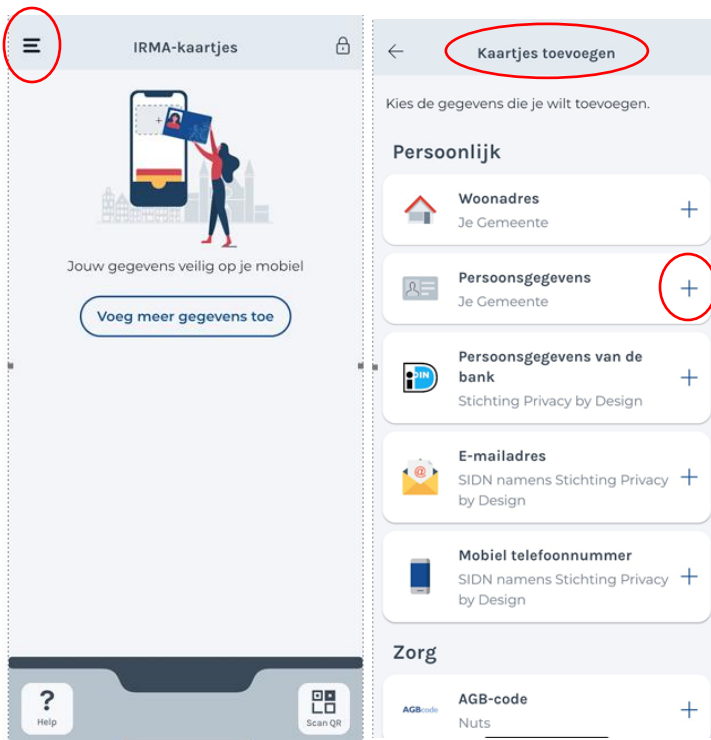 IRMA-kaartjes
Jouw gegevens veilig op je mobiel
Voeg meer gegevens toe
?
Help
Scan QR
Kaartjes toevoegen
Kies de gegevens die je wilt toevoegen.
Persoonlijk
Woonadres
Je Gemeente
Persoonsgegevens
Je Gemeente
iDIN
Persoonsgegevens van de
bank
Stichting Privacy by Design
@
E-mailadres
SIDN namens Stichting Privacy
by Design
Mobiel telefoonnummer
SIDN namens Stichting Privacy
by Design
Zorg
AGBcode
AGB-code
Nuts